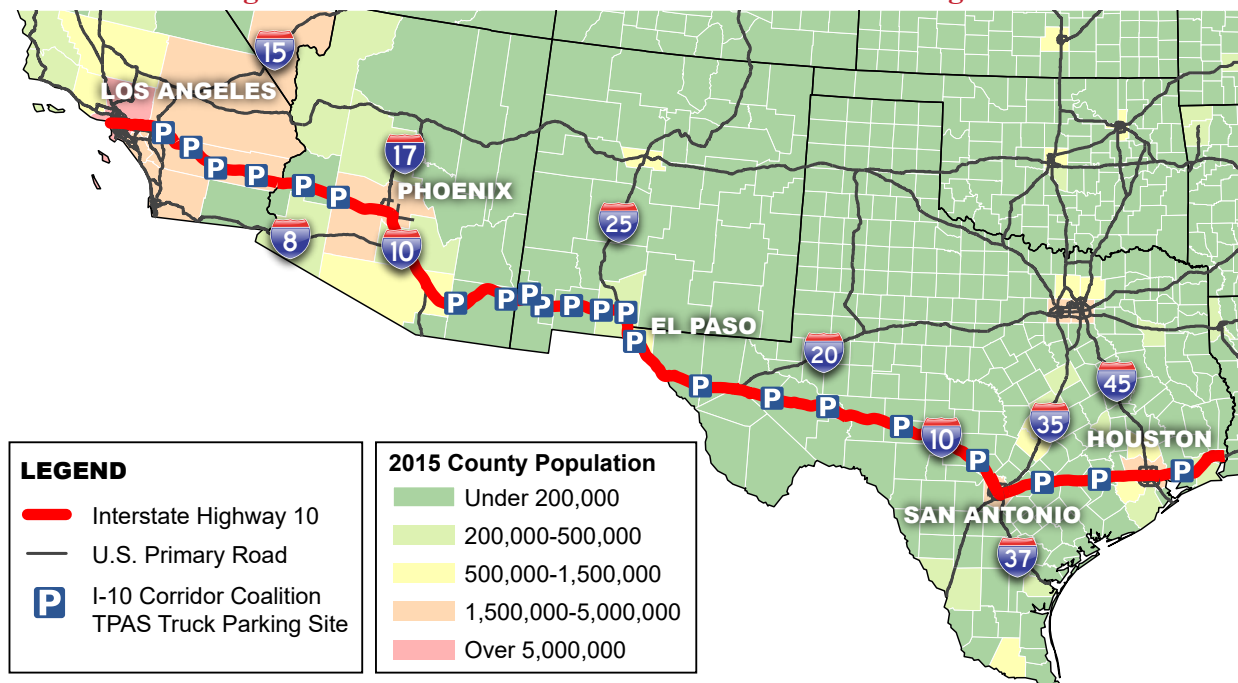 15
LOS ANGELES
P
P
P
P
P
P
17
PHOENIX
8
10
25
P
P
P
P
P
P
P
P
EL PASO
20
P
P
P
P
10
P
35
45
HOUSTON
P
P
P
SAN ANTONIO
37
LEGEND
Interstate Highway 10
U.S. Primary Road
P
I-10 Corridor Coalition
TPAS Truck Parking Site
2015 County Population
Under 200,000
200,000-500,000
500,000-1,500,000
1,500,000-5,000,000
Over 5,000,000